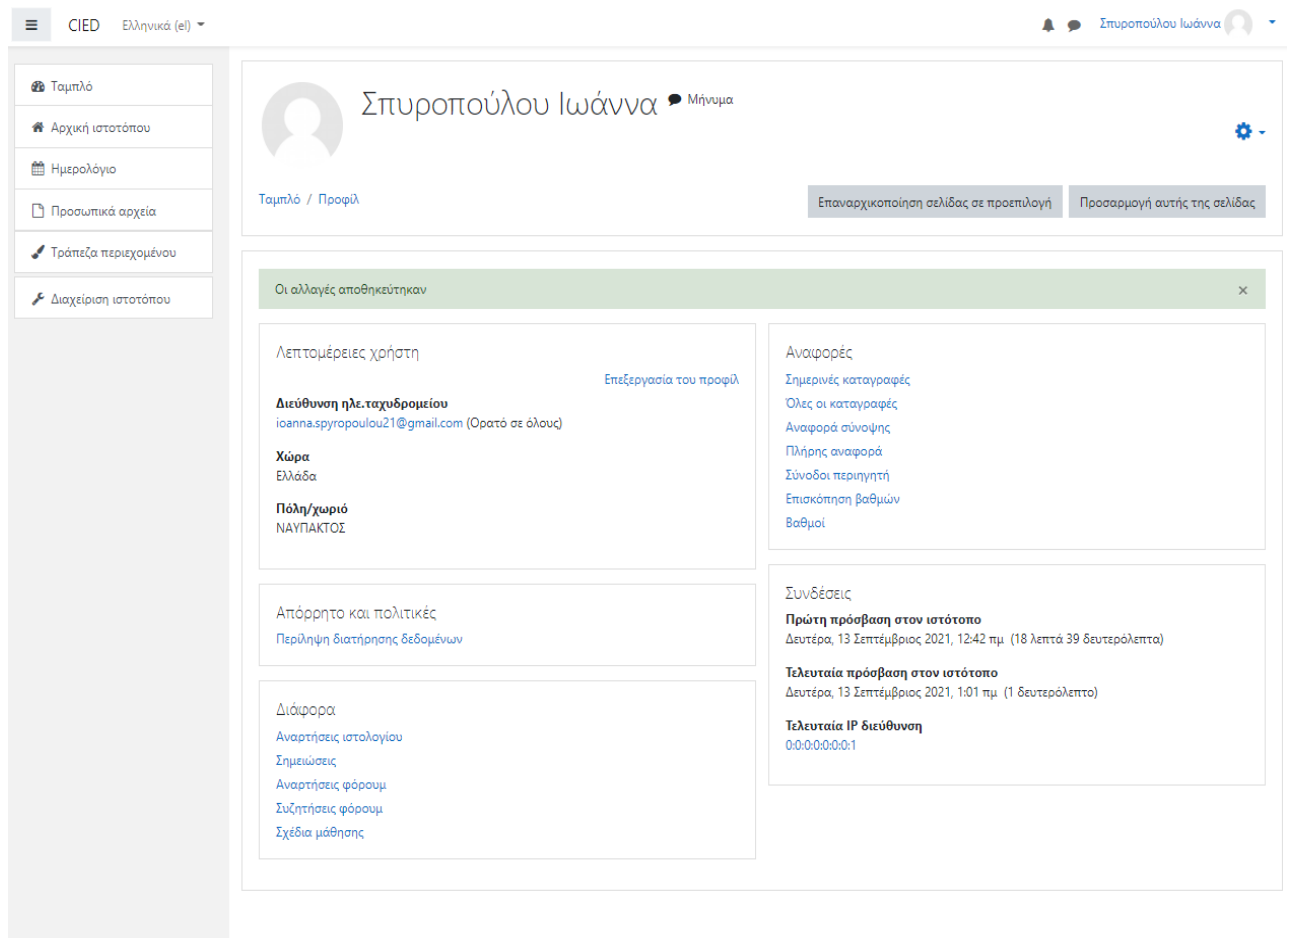 CIED Ελληνικά (el)
Σπυροπούλου Ιωάννα
Ταμπλό
Αρχική ιστοτόπου
Ημερολόγιο
Προσωπικά αρχεία
Τράπεζα περιεχομένου
Διαχείριση ιστοτόπου
Σπυροπούλου Ιωάννα Μήνυμα
Ταμπλό / Προφίλ
Επαναρχικοποίηση σελίδας σε προεπιλογή
Προσαρμογή αυτής της σελίδας
Οι αλλαγές αποθηκεύτηκαν ×
Λεπτομέρειες χρήστη
Επεξεργασία του προφίλ
Διεύθυνση ηλε.ταχυδρομείου
ioanna.spyropoulou21@gmail.com (Ορατό σε όλους)
Χώρα
Ελλάδα
Πόλη/χωριό
ΝΑΥΠΑΚΤΟΣ
Απόρρητο και πολιτικές
Περίληψη διατήρησης δεδομένων
Διάφορα
Αναρτήσεις ιστολογίου
Σημειώσεις
Αναρτήσεις φόρουμ
Συζητήσεις φόρουμ
Σχέδια μάθησης
Αναφορές
Σημερινές καταγραφές
Όλες οι καταγραφές
Αναφορά σύνοψης
Πλήρης αναφορά
Σύνοδοι περιηγητή
Επισκόπηση βαθμών
Βαθμοί
Συνδέσεις
Πρώτη πρόσβαση στον ιστότοπο
Δευτέρα, 13 Σεπτέμβριος 2021, 12:42 πμ (18 λεπτά 39 δευτερόλεπτα)
Τελευταία πρόσβαση στον ιστότοπο
Δευτέρα, 13 Σεπτέμβριος 2021, 1:01 πμ (1 δευτερόλεπτο)
Τελευταία IP διεύθυνση
0:0:0:0:0:0:0:1